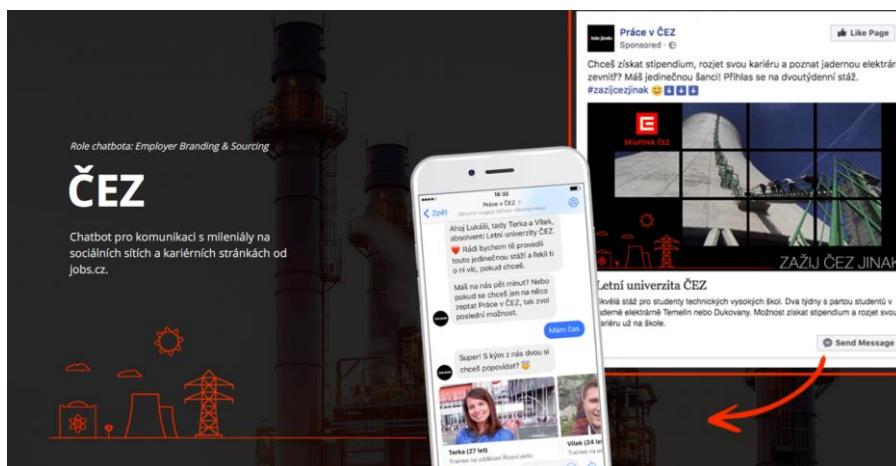 Role chatbota: Employer Branding & Sourcing
ČEZ
Chatbot pro komunikaci s mileniály na
sociálních sítích a kariérních stránkách od
jobs.cz.
Práce v ČEZ
Sponsored ·
Like Page
Chceš získat stipendium, rozjet svou kariéru a poznat jadernou elektrár
zevnitř? Máš jedinečnou šanci! Přihlas se na dvoutýdenní stáž.
#zazijcezjinak
SKUPINA ČEZ
ZAŽIJ ČEZ JINAK
Letní univerzita ČEZ
Skvělá stáž pro studenty technických vysokých škol. Dva týdny s partou studentů v
jaderné elektrárně Temelín nebo Dukovany. Možnost získat stipendium a rozjet svou
kariéru už na škole.
Send Message
Zpět
Práce v ČEZ
Ahoj Lukáši, tady Terka a Vítek,
absolventi Letní univerzity ČEZ.
Rádi bychom tě provedli
touto jedinečnou stáží a řekli ti
o ní víc, pokud chceš.
Máš na nás pět minut? Nebo
pokud se chceš jen na něco
zeptat Práce v ČEZ, tak zvol
poslední možnost.
Mám čas
Super! S kým z nás dvou si
chceš popovídat?
Terka (27 let)
Vítek (24 let